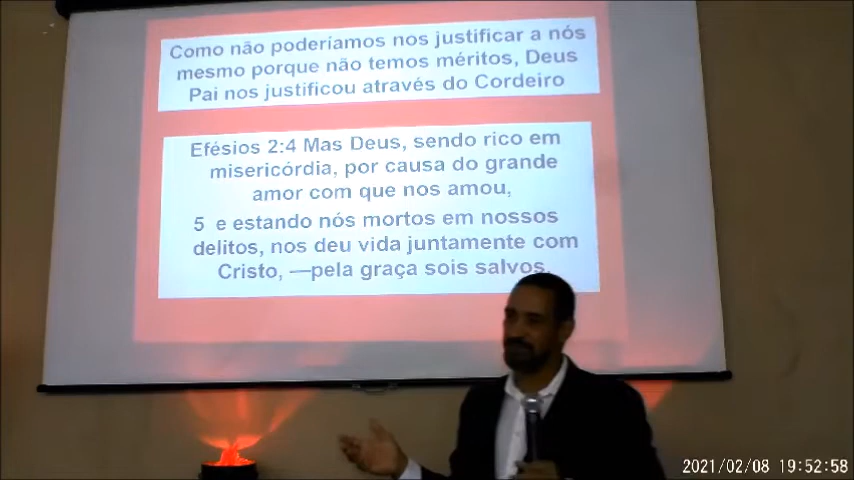 Como não poderíamos nos justificar a nós
mesmo porque não temos méritos, Deus
Pai nos justificou através do Cordeiro
Efésios 2:4 Mas Deus, sendo rico em
misericórdia, por causa do grande
amor com que nos amou,
5 e estando nós mortos em nossos
delitos, nos deu vida juntamente com
Cristo, —pela graça sois salvos,
2021/02/08 19:52:58